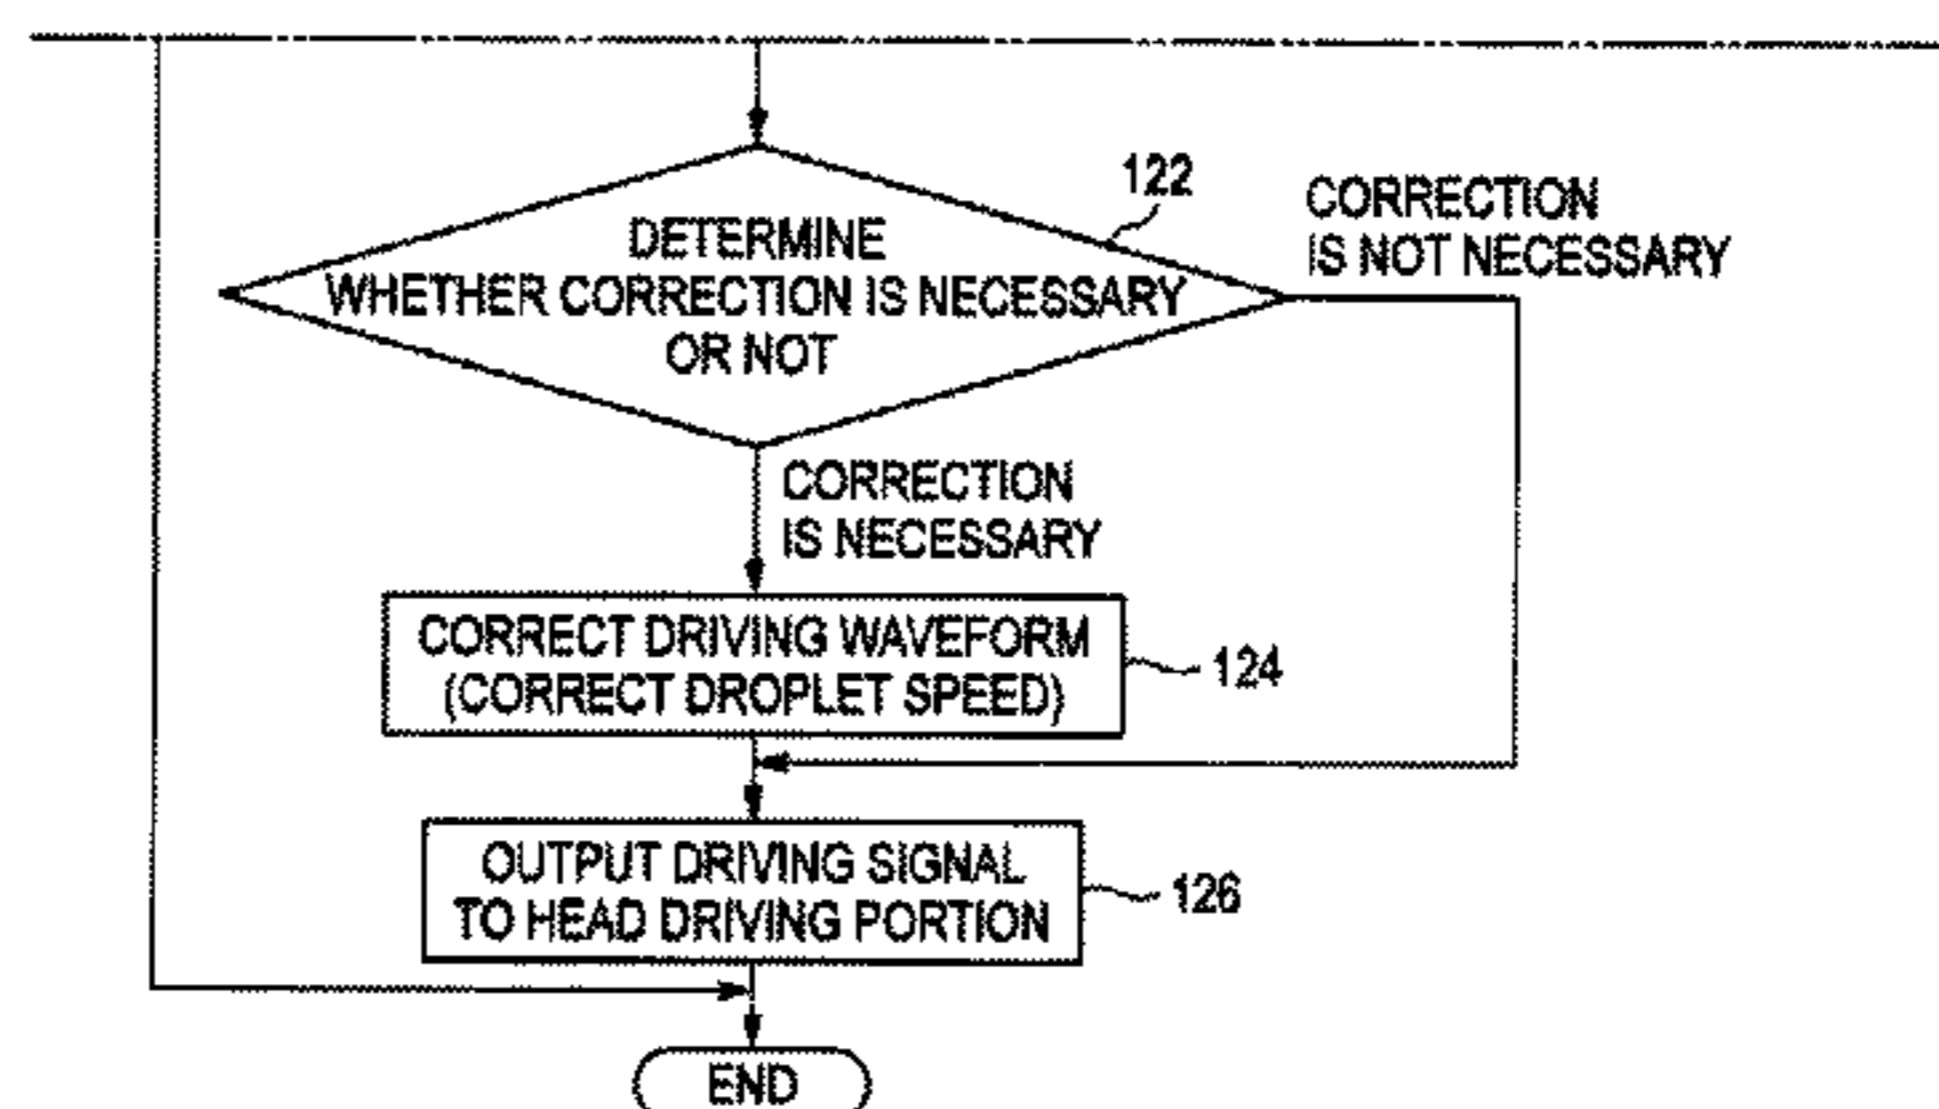 122
CORRECTION
IS NOT NECESSARY
DETERMINE
WHETHER CORRECTION IS NECESSARY
OR NOT
CORRECTION
IS NECESSARY
CORRECT DRIVING WAVEFORM
(CORRECT DROPLET SPEED)
124
OUTPUT DRIVING SIGNAL
TO HEAD DRIVING PORTION
126
END